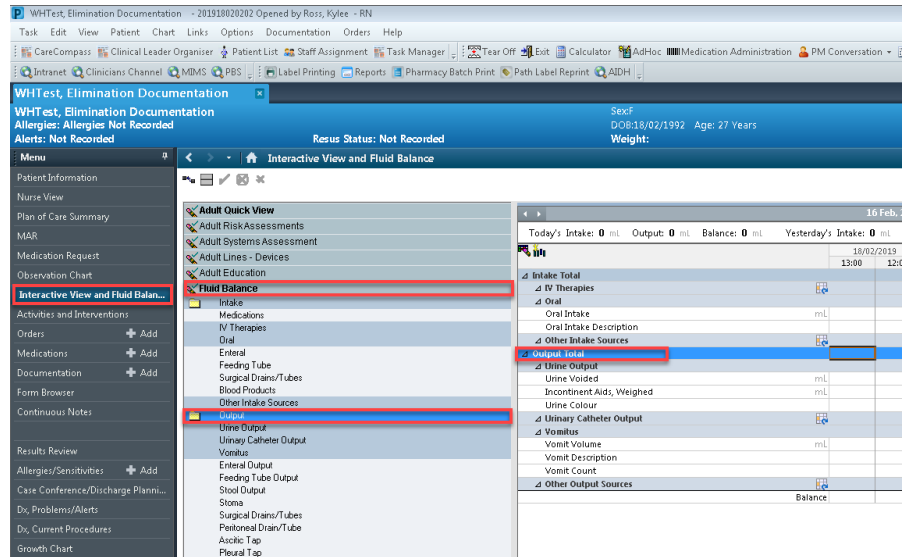 WHTest, Elimination Documentation - 201918020202 Opened by Ross, Kylee - RN
Task Edit View Patient Chart Links Options Documentation Orders Help
CareCompass Clinical Leader Organiser Patient List Staff Assignment Task Manager Tear Off Exit Calculator AdHoc Medication Administration PM Conversation
Intranet Clinicians Channel MIMS PBS Label Printing Reports Pharmacy Batch Print Path Label Reprint AIDH
WHTest, Elimination Documentation
WHTest, Elimination Documentation
Allergies: Allergies Not Recorded
Alerts: Not Recorded
Resus Status: Not Recorded
Sex:F
DOB:18/02/1992 Age: 27 Years
Weight:
Menu
Interactive View and Fluid Balance
Patient Information
Nurse View
Plan of Care Summary
MAR
Medication Request
Observation Chart
Interactive View and Fluid Balan...
Activities and Interventions
Orders Add
Medications Add
Documentation Add
Form Browser
Continuous Notes
Results Review
Allergies/Sensitivities Add
Case Conference/Discharge Planni...
Dx, Problems/Alerts
Dx, Current Procedures
Growth Chart
Adult Quick View
Adult Risk Assessments
Adult Systems Assessment
Adult Lines - Devices
Adult Education
Fluid Balance
Intake
Medications
IV Therapies
Oral
Enteral
Feeding Tube
Surgical Drains/Tubes
Blood Products
Other Intake Sources
Output
Urine Output
Urinary Catheter Output
Vomitus
Enteral Output
Feeding Tube Output
Stool Output
Stoma
Surgical Drains/Tubes
Peritoneal Drain/Tube
Ascitic Tap
Pleural Tap
16 Feb,
Today's Intake: 0 mL Output: 0 mL Balance: 0 mL Yesterday's Intake: 0 mL
18/02/2019
13:00 12:0
Intake Total
IV Therapies
Oral
Oral Intake mL
Oral Intake Description
Other Intake Sources
Output Total
Urine Output
Urine Voided mL
Incontinent Aids, Weighed mL
Urine Colour
Urinary Catheter Output
Vomitus
Vomit Volume mL
Vomit Description
Vomit Count
Other Output Sources
Balance